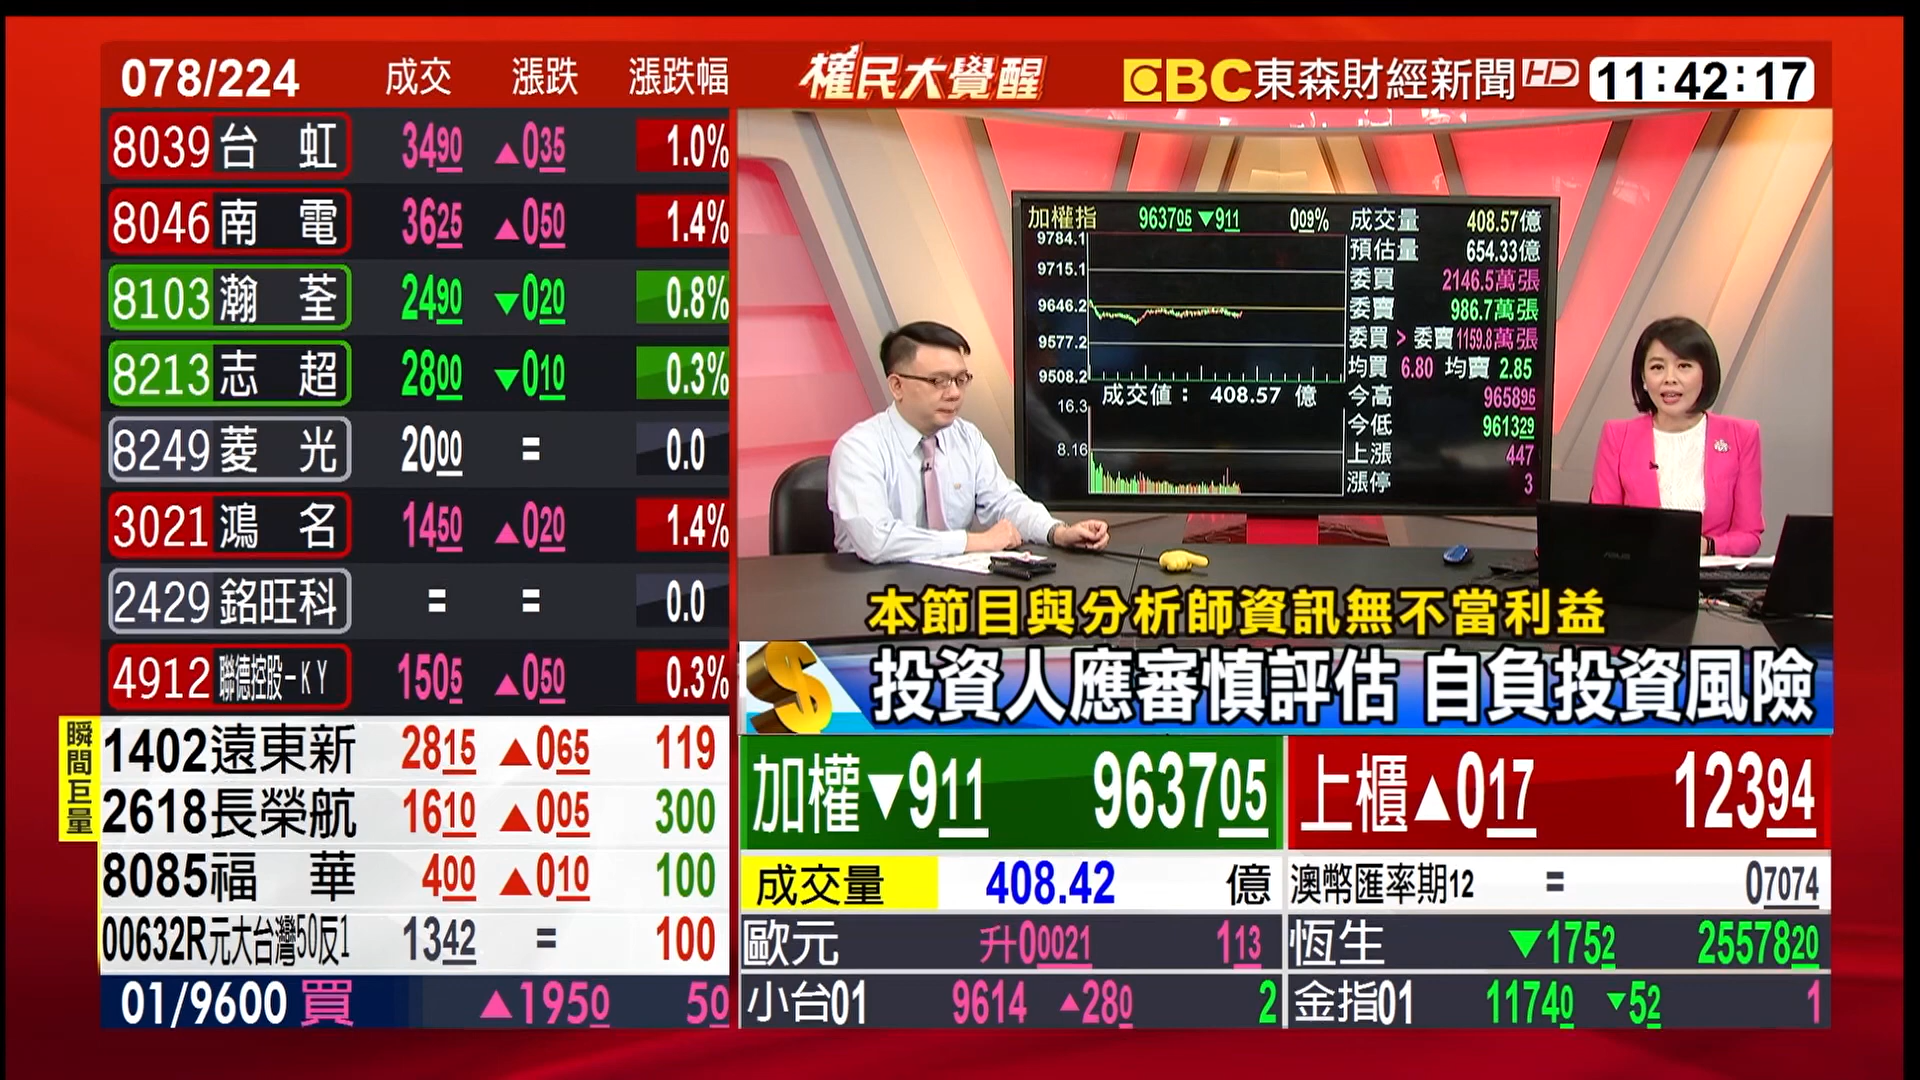 078/224 成交 漲跌 漲跌幅
權民大覺醒
EBC東森財經新聞 HD 11:42:17
8039 台虹 3490 ▲035 1.0%
8046 南電 3625 ▲050 1.4%
8103 瀚荃 2490 ▼020 0.8%
8213 志超 2800 ▼010 0.3%
8249 菱光 2000 = 0.0
3021 鴻名 1450 ▲020 1.4%
2429 銘旺科 = = 0.0
4912 聯德控股-KY 1505 ▲050 0.3%
瞬間巨量
1402遠東新 2815 ▲065 119
2618長榮航 1610 ▲005 300
8085福華 400 ▲010 100
00632R元大台灣50反1 1342 = 100
01/9600 買 ▲1950 50
加權指 963705 ▼911 009%
9784.1
9715.1
9646.2
9577.2
9508.2
成交值： 408.57 億
16.3
8.16
成交量 408.57億
預估量 654.33億
委買 2146.5萬張
委賣 986.7萬張
委買 > 委賣 1159.8萬張
均買 6.80 均賣 2.85
今高 965896
今低 961329
上漲 447
漲停 3
ASUS
本節目與分析師資訊無不當利益
投資人應審慎評估 自負投資風險
加權▼911 963705
上櫃▲017 12394
成交量 408.42 億
澳幣匯率期12 = 07074
歐元 升00021 113
恆生 ▼1752 2557820
小台01 9614 ▲280 2
金指01 11740 ▼52 1